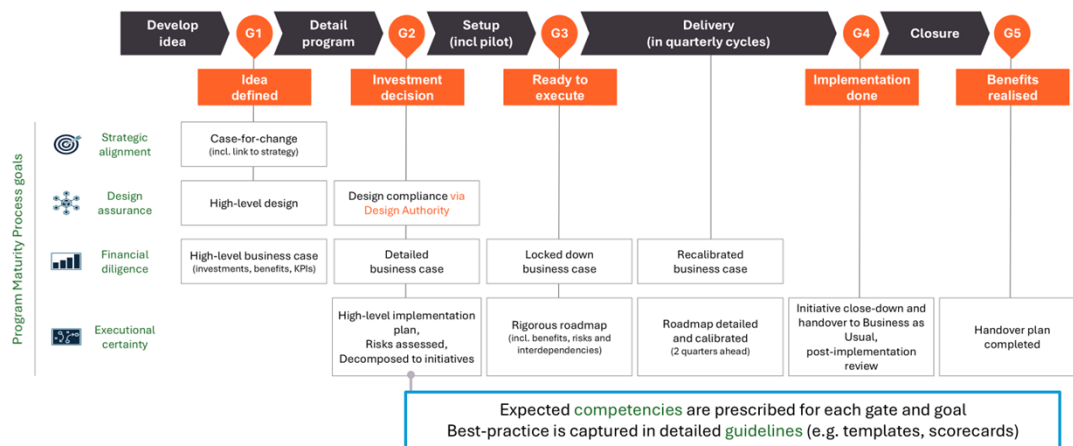 Develop
idea
G1
Detail
program
G2
Setup
(incl pilot)
G3
Delivery
(in quarterly cycles)
G4
Closure
G5
Idea
defined
Investment
decision
Ready to
execute
Implementation
done
Benefits
realised
Program Maturity Process goals
Strategic
alignment
Case-for-change
(incl. link to strategy)
Design
assurance
High-level design
Design compliance via
Design Authority
Financial
diligence
High-level business case
(investments, benefits, KPIs)
Detailed
business case
Locked down
business case
Recalibrated
business case
Executional
certainty
High-level implementation
plan,
Risks assessed,
Decomposed to initiatives
Rigorous roadmap
(incl. benefits, risks and
interdependencies)
Roadmap detailed
and calibrated
(2 quarters ahead)
Initiative close-down and
handover to Business as
Usual,
post-implementation
review
Handover plan
completed
Expected competencies are prescribed for each gate and goal
Best-practice is captured in detailed guidelines (e.g. templates, scorecards)